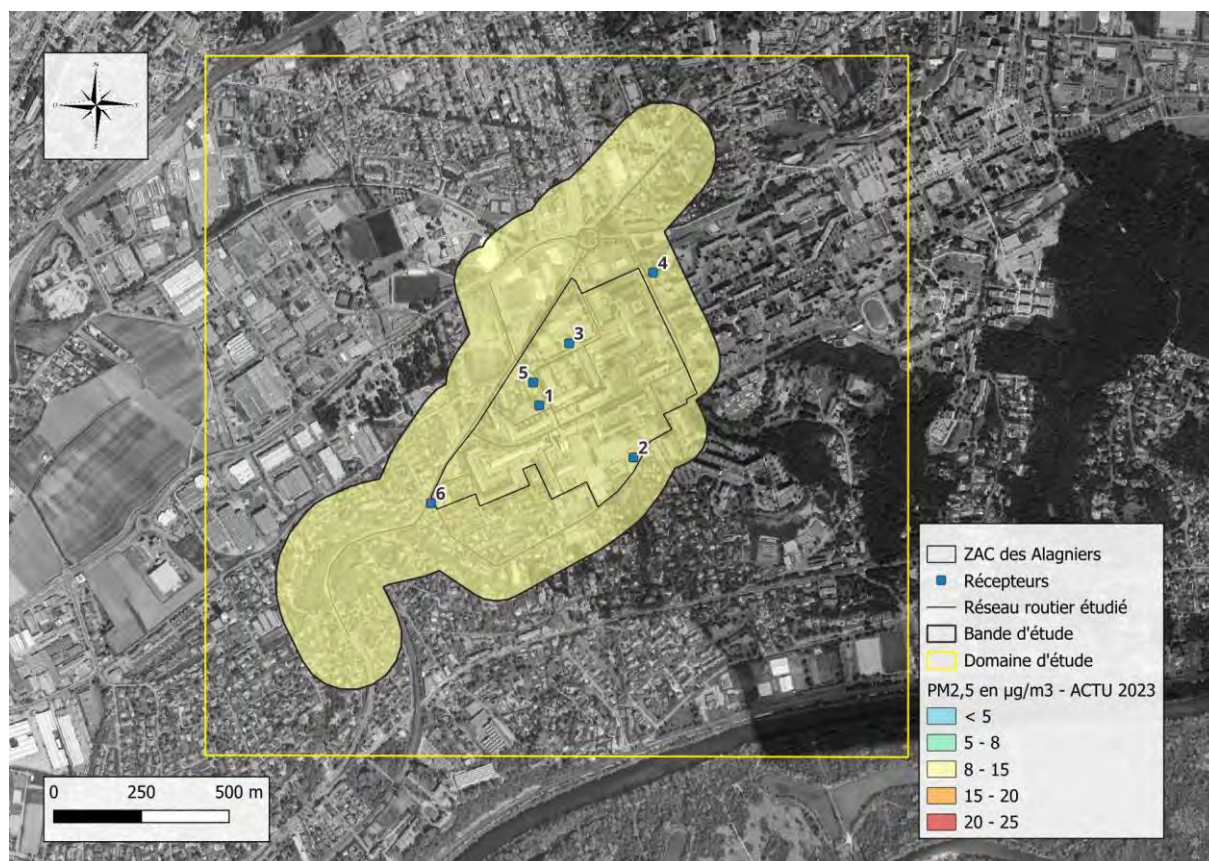 N
O
E
S
4
3
5
1
2
6
ZAC des Alagniers
Récepteurs
Réseau routier étudié
Bande d'étude
Domaine d'étude
PM2,5 en µg/m3 - ACTU 2023
< 5
5 - 8
8 - 15
15 - 20
20 - 25
0 250 500 m